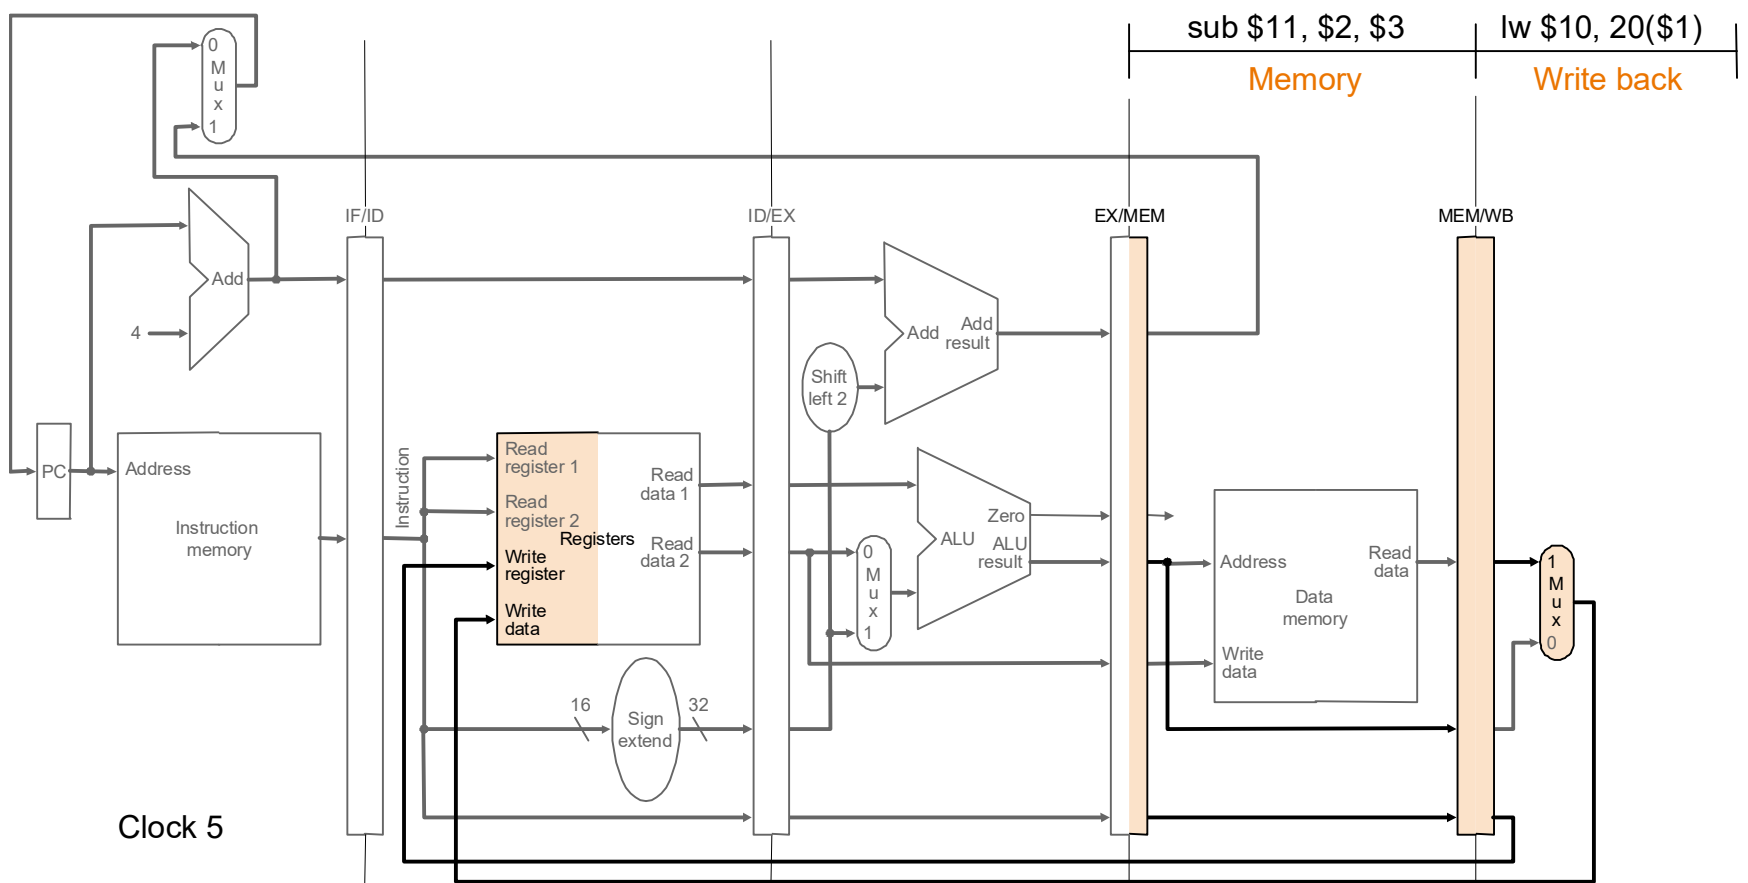 sub $11, $2, $3
lw $10, 20($1)
Memory
Write back
0
M
u
x
1
IF/ID
ID/EX
EX/MEM
MEM/WB
Add
4
Add
Add
result
Shift
left 2
PC
Address
Instruction
memory
Instruction
Read
register 1
Read
register 2
Write
register
Write
data
Registers
Read
data 1
Read
data 2
0
M
u
x
1
Zero
ALU
ALU
result
Address
Read
data
Data
memory
Write
data
1
M
u
x
0
16
Sign
extend
32
Clock 5